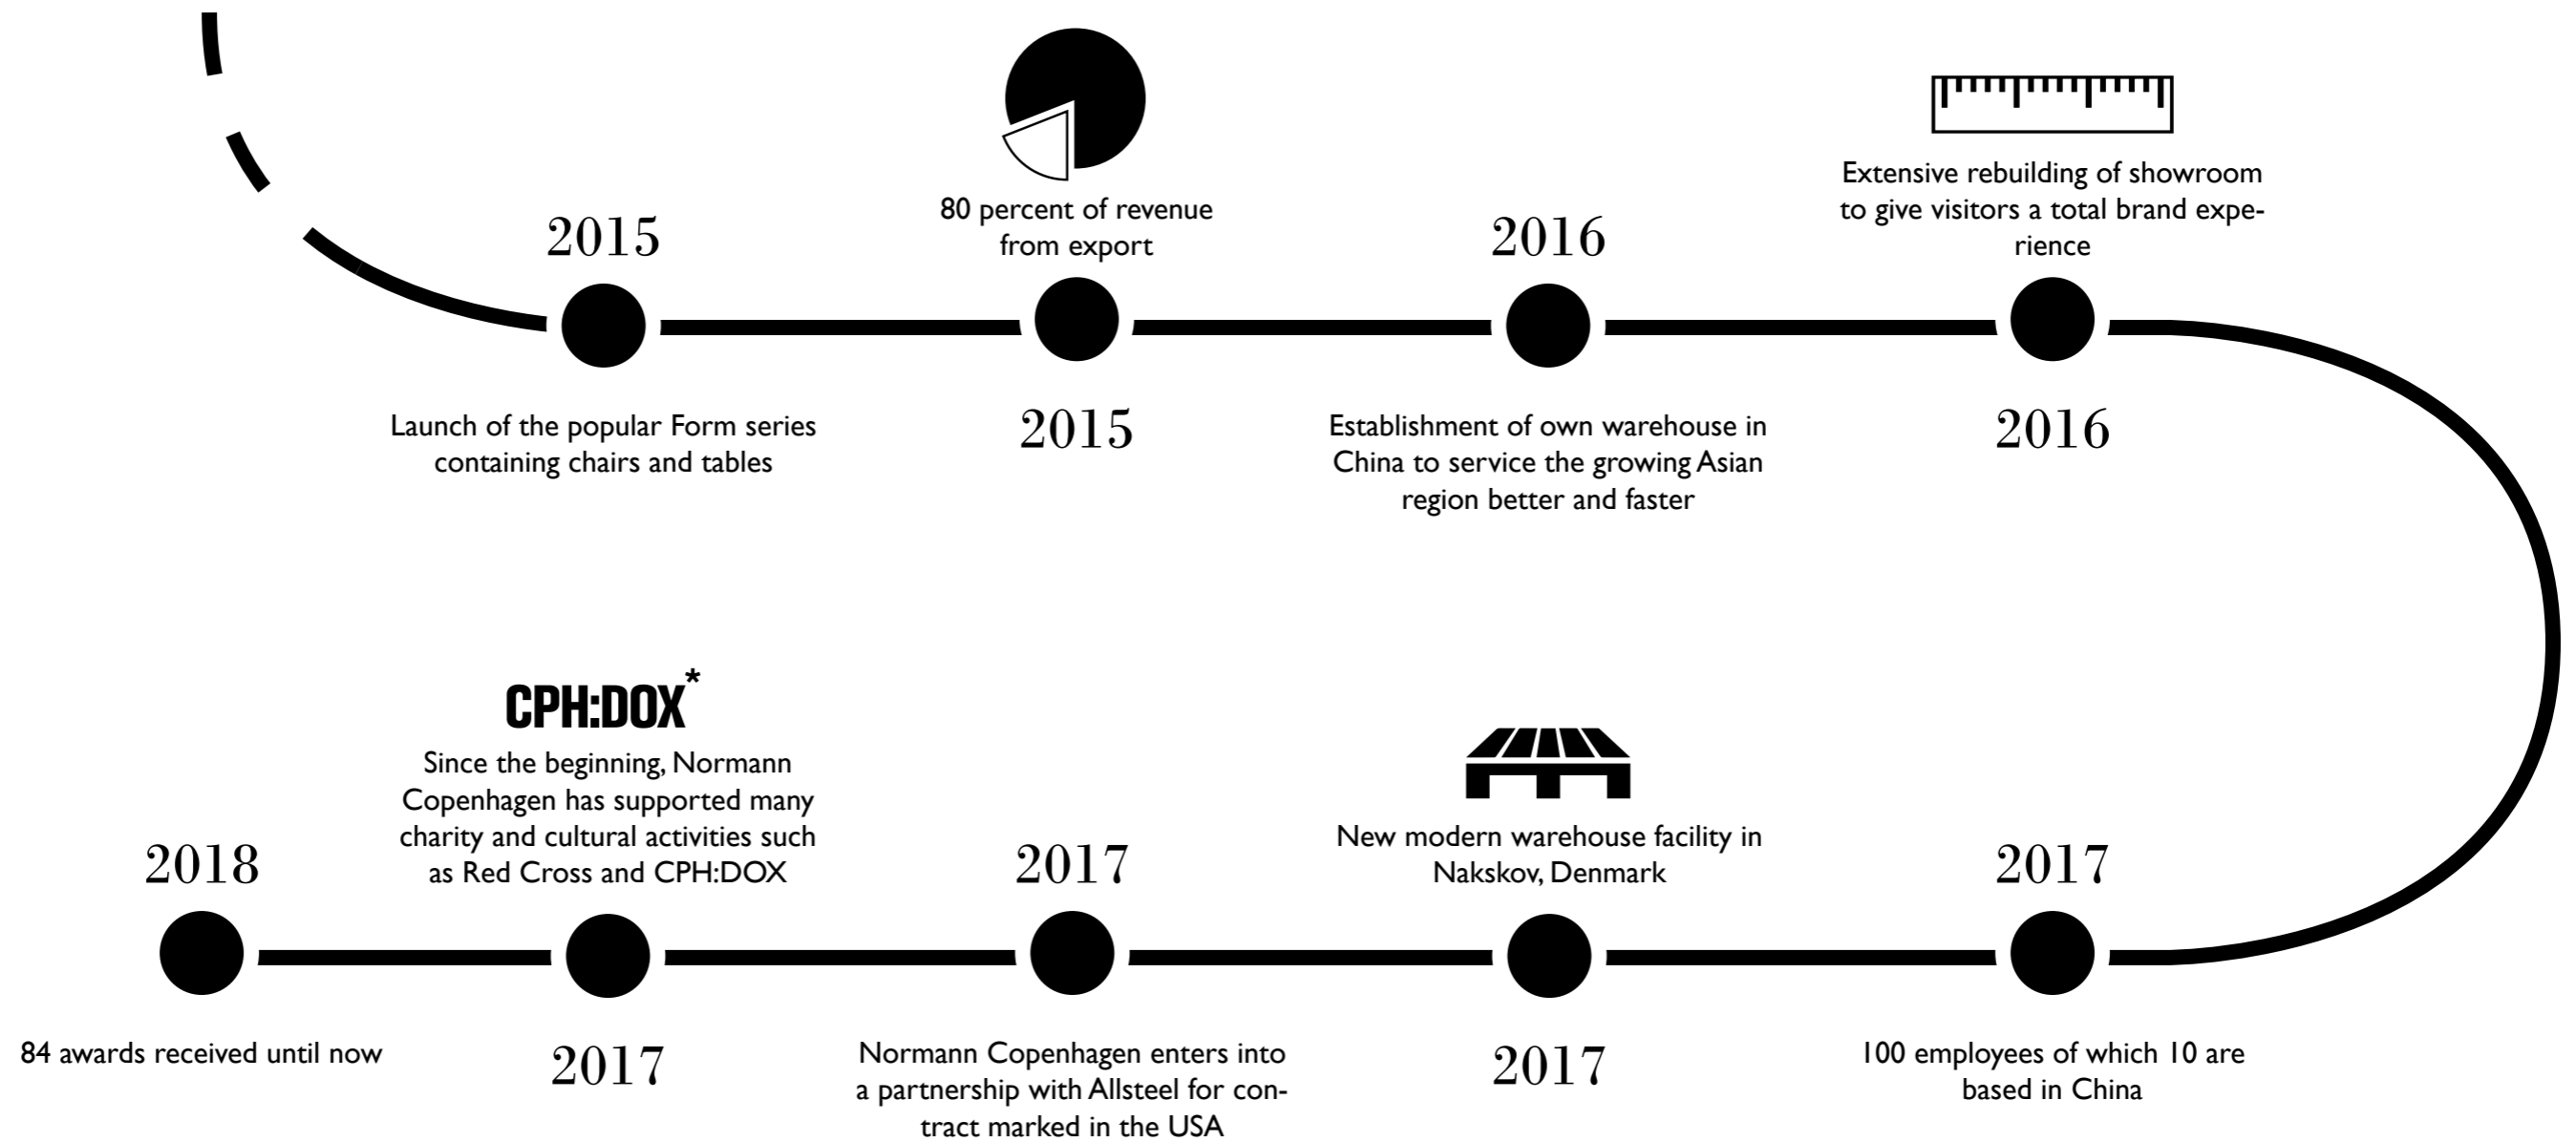 2015
Launch of the popular Form series
containing chairs and tables
80 percent of revenue
from export
2015
2016
Establishment of own warehouse in
China to service the growing Asian
region better and faster
Extensive rebuilding of showroom
to give visitors a total brand expe-
rience
2016
2017
100 employees of which 10 are
based in China
New modern warehouse facility in
Nakskov, Denmark
2017
2017
Normann Copenhagen enters into
a partnership with Allsteel for con-
tract marked in the USA
CPH:DOX*
Since the beginning, Normann
Copenhagen has supported many
charity and cultural activities such
as Red Cross and CPH:DOX
2017
2018
84 awards received until now